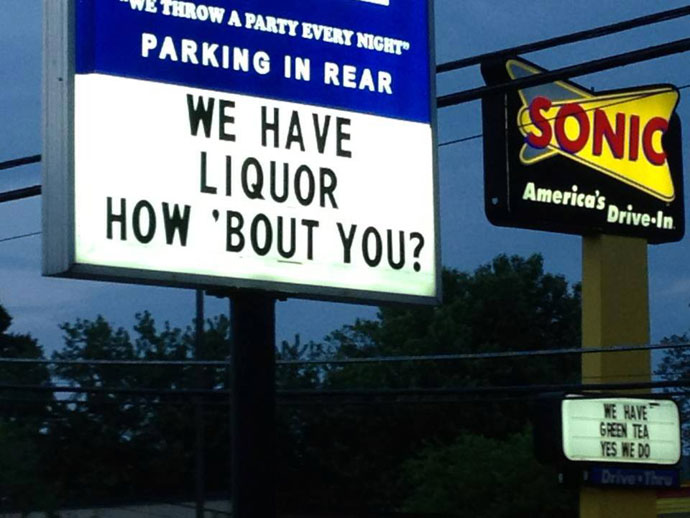 "WE THROW A PARTY EVERY NIGHT"
PARKING IN REAR
WE HAVE
LIQUOR
HOW 'BOUT YOU?
SONIC
America's Drive-In
WE HAVE
GREEN TEA
YES WE DO
Drive-Thru